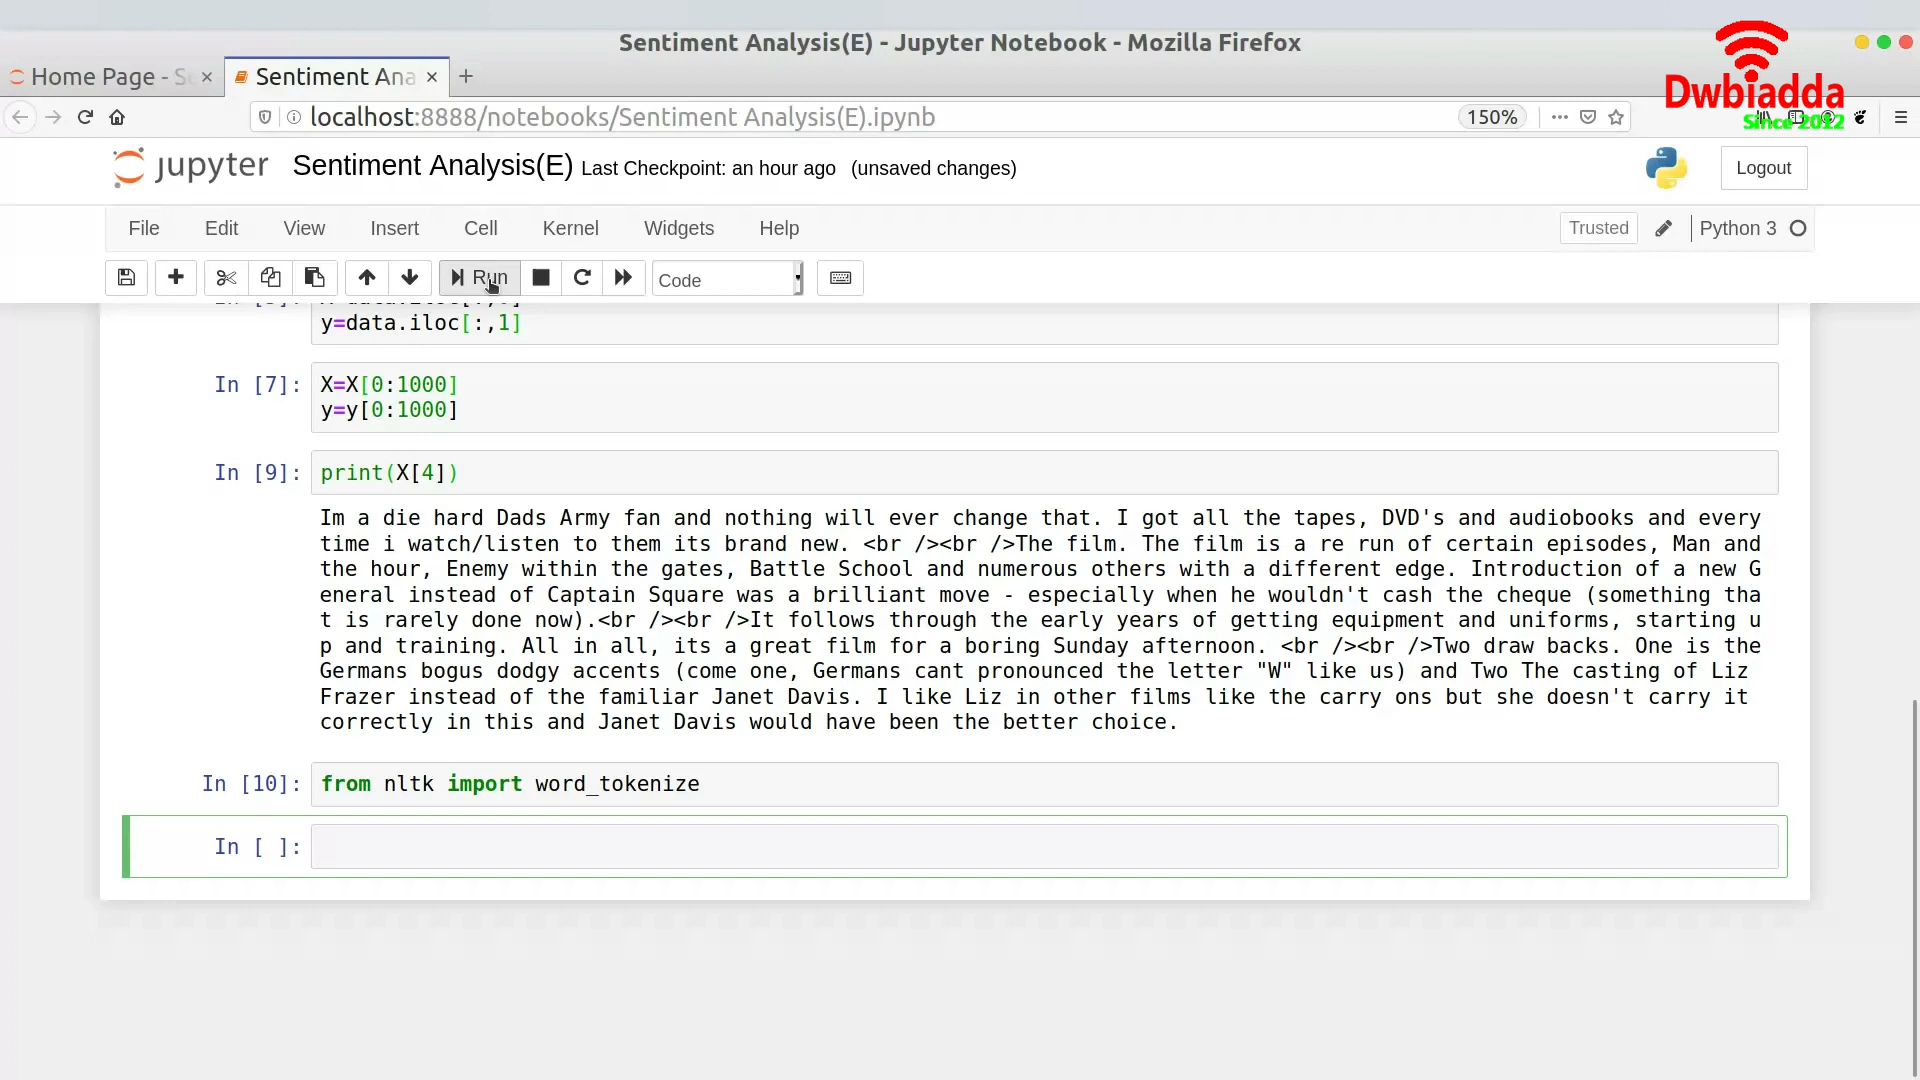 Sentiment Analysis(E) - Jupyter Notebook - Mozilla Firefox
Home Page - S
Sentiment Ana
Dwbiadda
Since 2012
localhost:8888/notebooks/Sentiment Analysis(E).ipynb
150%
jupyter Sentiment Analysis(E) Last Checkpoint: an hour ago (unsaved changes)
Logout
File Edit View Insert Cell Kernel Widgets Help
Trusted
Python 3
Run
Code
y=data.iloc[:,1]
In [7]:
X=X[0:1000]
y=y[0:1000]
In [9]:
print(X[4])
Im a die hard Dads Army fan and nothing will ever change that. I got all the tapes, DVD's and audiobooks and every
time i watch/listen to them its brand new. <br /><br />The film. The film is a re run of certain episodes, Man and
the hour, Enemy within the gates, Battle School and numerous others with a different edge. Introduction of a new G
eneral instead of Captain Square was a brilliant move - especially when he wouldn't cash the cheque (something tha
t is rarely done now).<br /><br />It follows through the early years of getting equipment and uniforms, starting u
p and training. All in all, its a great film for a boring Sunday afternoon. <br /><br />Two draw backs. One is the
Germans bogus dodgy accents (come one, Germans cant pronounced the letter "W" like us) and Two The casting of Liz
Frazer instead of the familiar Janet Davis. I like Liz in other films like the carry ons but she doesn't carry it
correctly in this and Janet Davis would have been the better choice.
In [10]:
from nltk import word_tokenize
In [ ]: